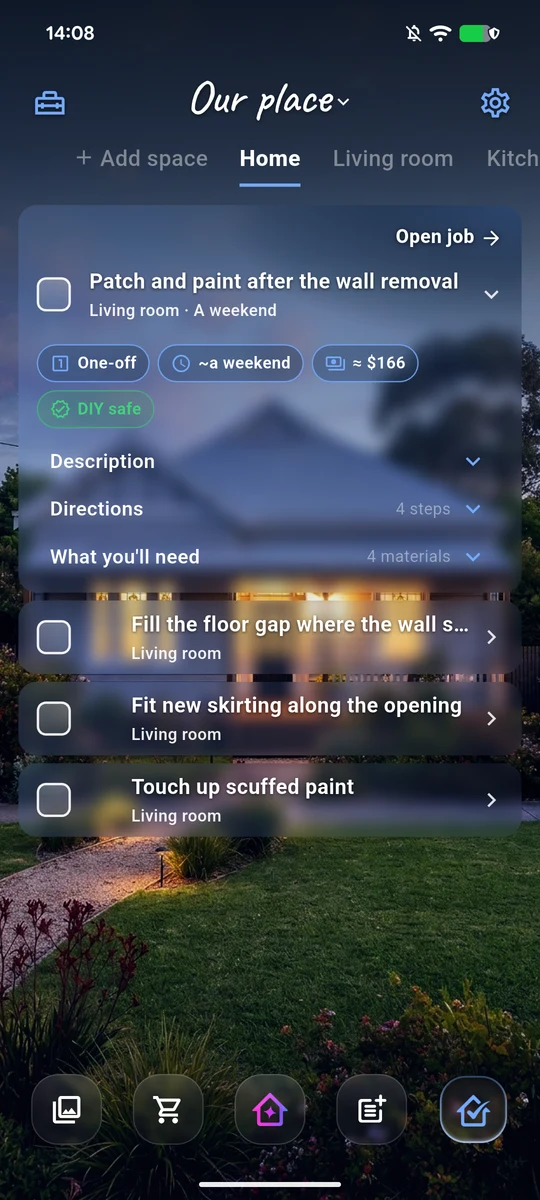 14:08
Our place
+ Add space Home Living room Kitch
Open job →
Patch and paint after the wall removal
Living room · A weekend
1 One-off ~a weekend ≈ $166
DIY safe
Description
Directions 4 steps
What you'll need 4 materials
Fill the floor gap where the wall s…
Living room
Fit new skirting along the opening
Living room
Touch up scuffed paint
Living room